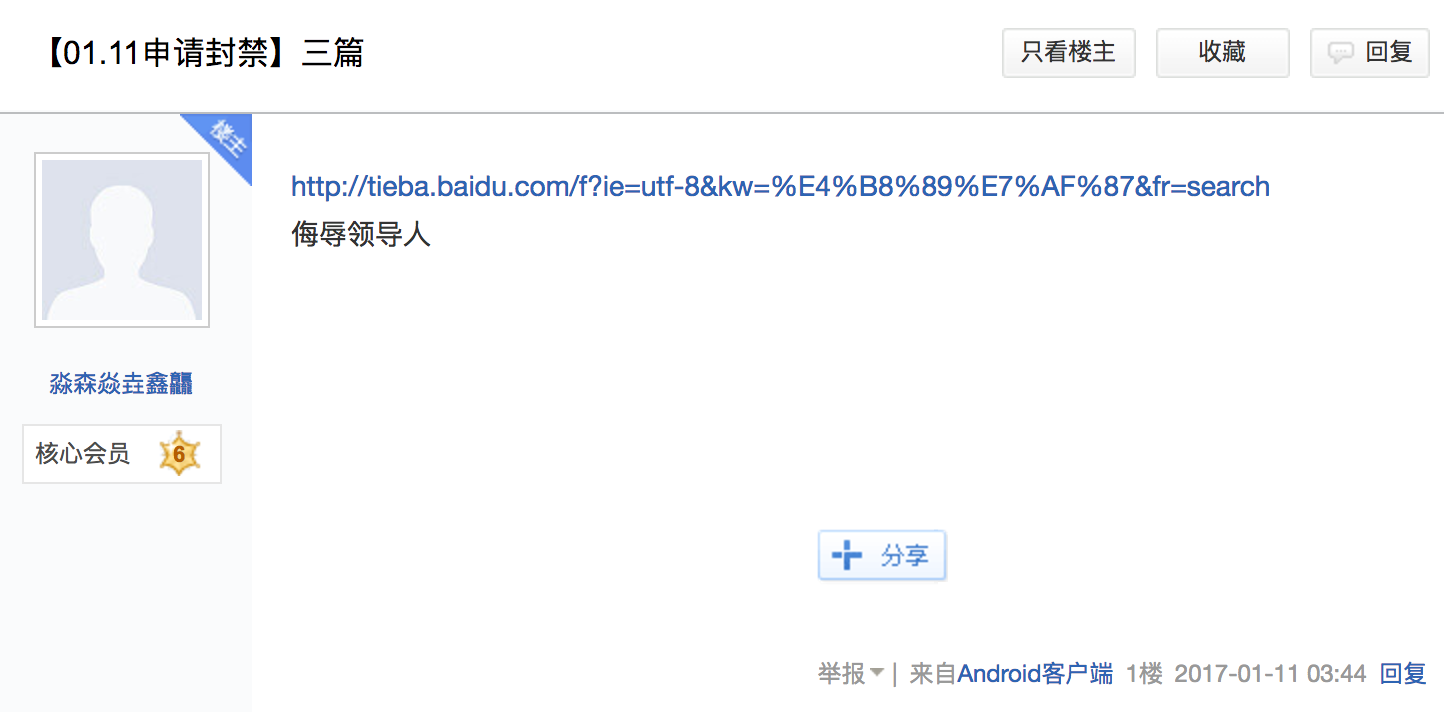 【01.11申请封禁】三篇
只看楼主
收藏
回复
楼主
http://tieba.baidu.com/f?ie=utf-8&kw=%E4%B8%89%E7%AF%87&fr=search
侮辱领导人
淼森焱垚鑫龘
核心会员 6
分享
举报 | 来自Android客户端 1楼 2017-01-11 03:44 回复